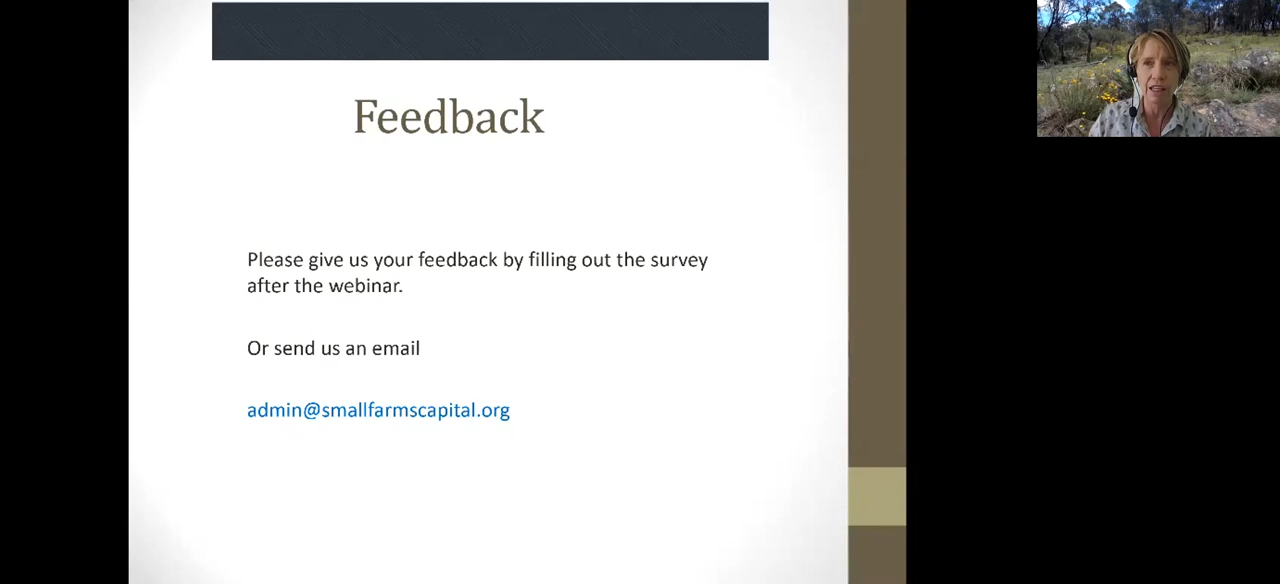 Feedback
Please give us your feedback by filling out the survey
after the webinar.
Or send us an email
admin@smallfarmscapital.org